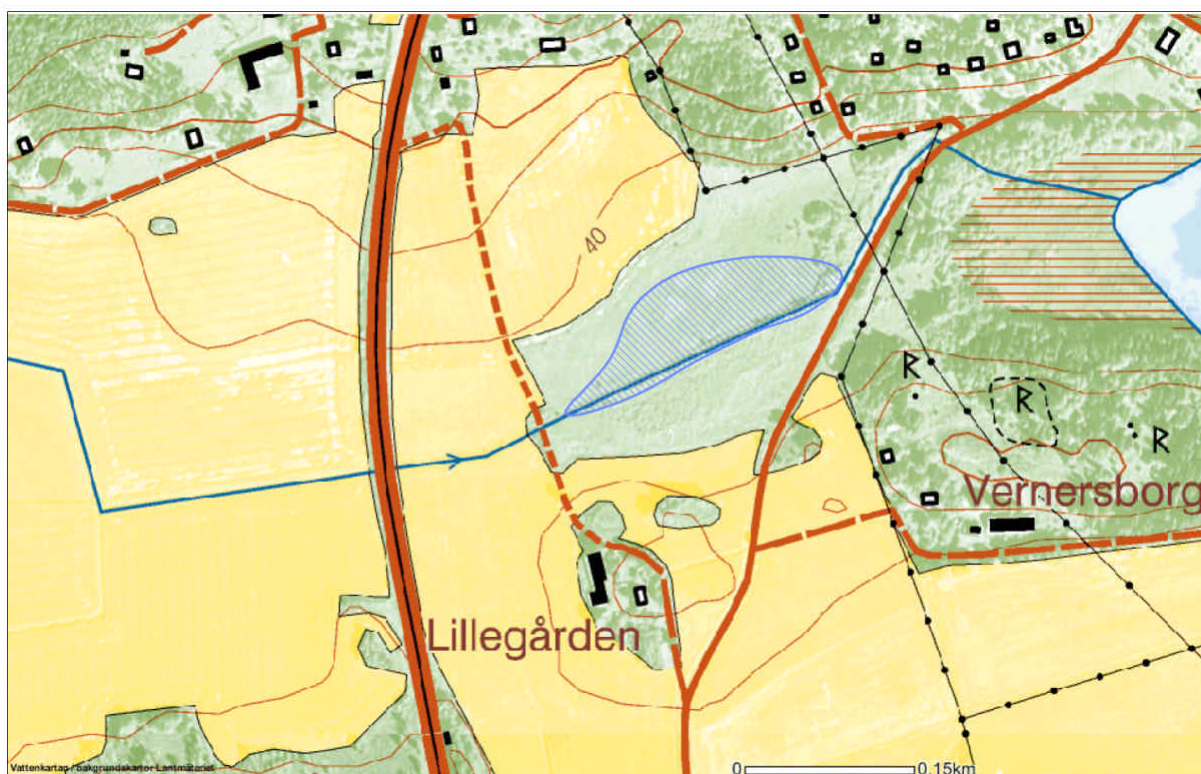 40
R
R
R
Vernersborg
Lillegården
0 0.15km
Vattenkartan / bakgrundskartor Lantmäteriet